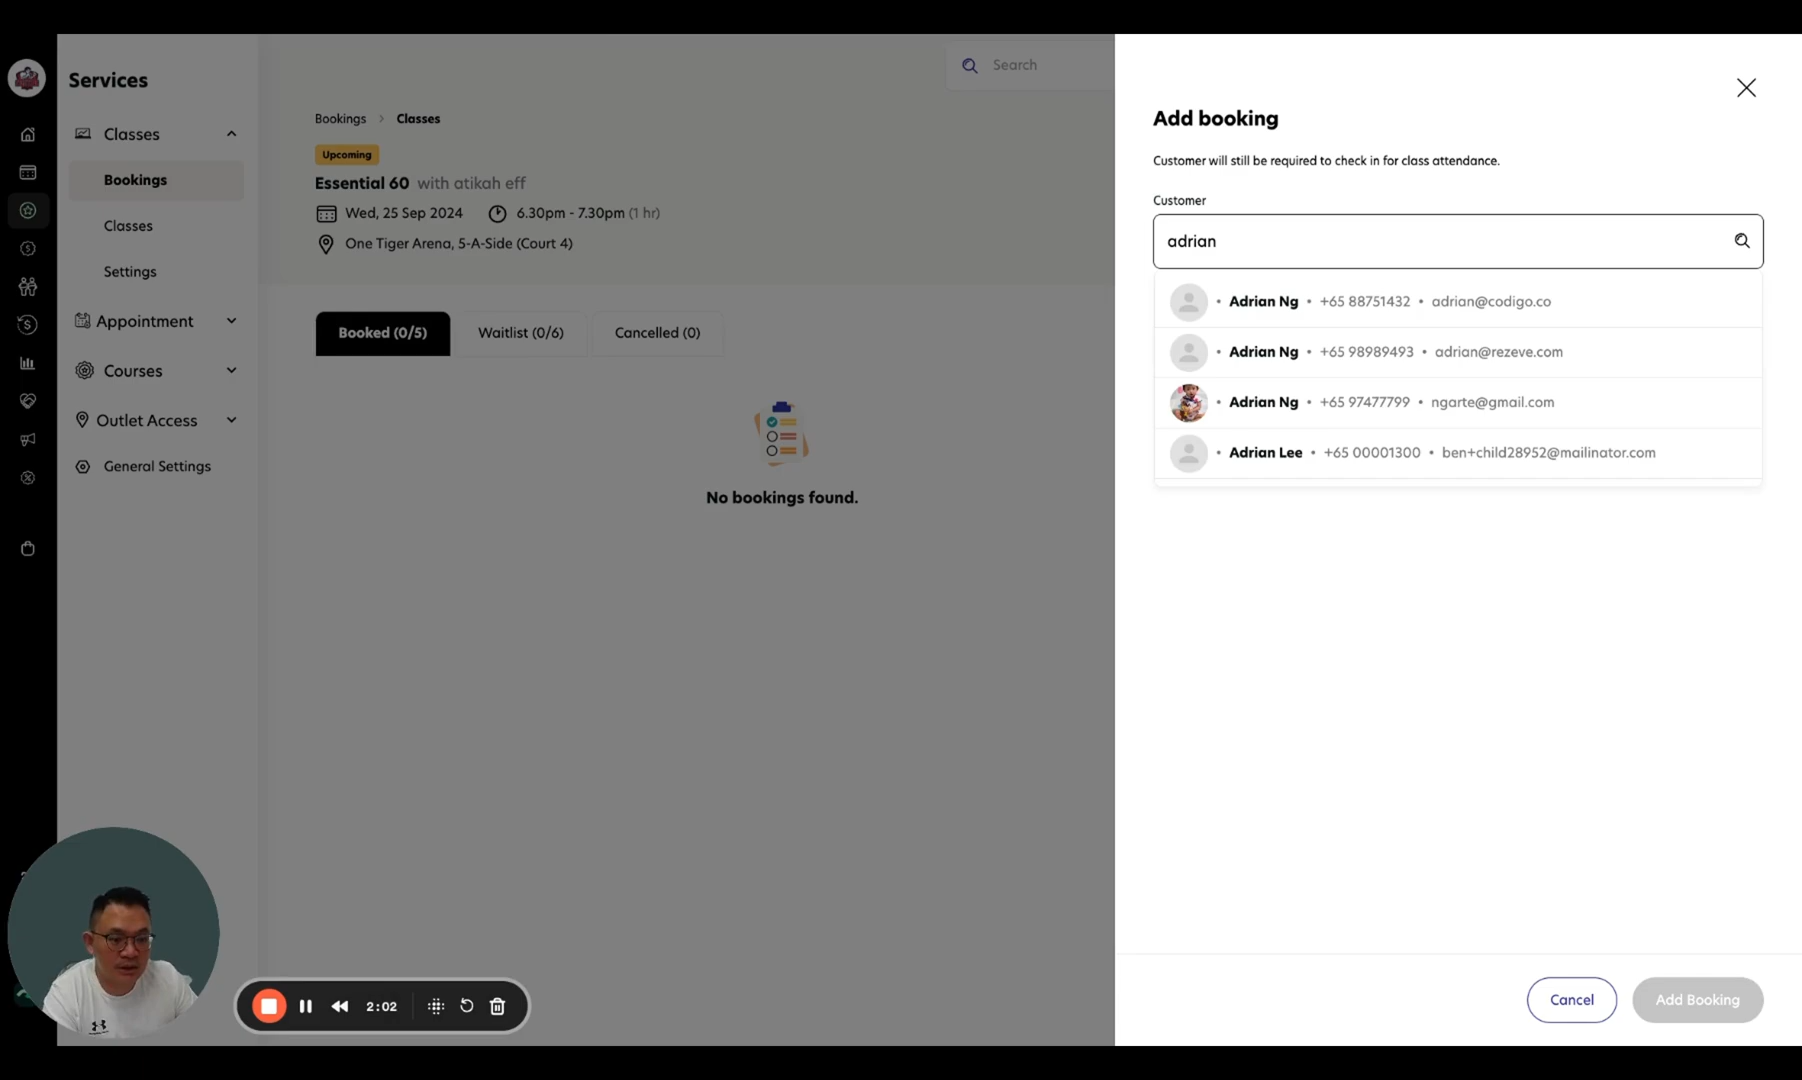 Services
Classes
Bookings
Classes
Settings
Appointment
Courses
Outlet Access
General Settings
Search
Bookings > Classes
Upcoming
Essential 60 with atikah eff
Wed, 25 Sep 2024 6.30pm - 7.30pm (1 hr)
One Tiger Arena, 5-A-Side (Court 4)
Booked (0/5) Waitlist (0/6) Cancelled (0)
No bookings found.
Add booking
Customer will still be required to check in for class attendance.
Customer
adrian
• Adrian Ng • +65 88751432 • adrian@codigo.co
• Adrian Ng • +65 98989493 • adrian@rezeve.com
• Adrian Ng • +65 97477799 • ngarte@gmail.com
• Adrian Lee • +65 00001300 • ben+child28952@mailinator.com
Cancel Add Booking
2:02